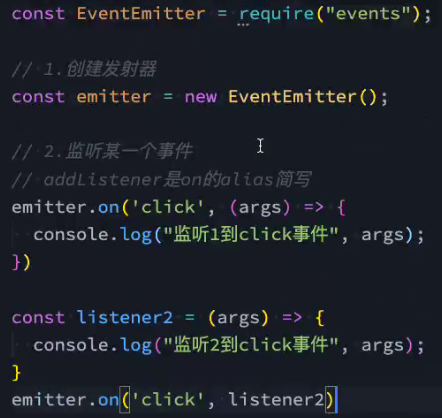 const EventEmitter = require("events");
// 1.创建发射器
const emitter = new EventEmitter();
// 2.监听某一个事件
// addListener是on的alias简写
emitter.on('click', (args) => {
console.log("监听1到click事件", args);
})
const listener2 = (args) => {
console.log("监听2到click事件", args);
}
emitter.on('click', listener2)